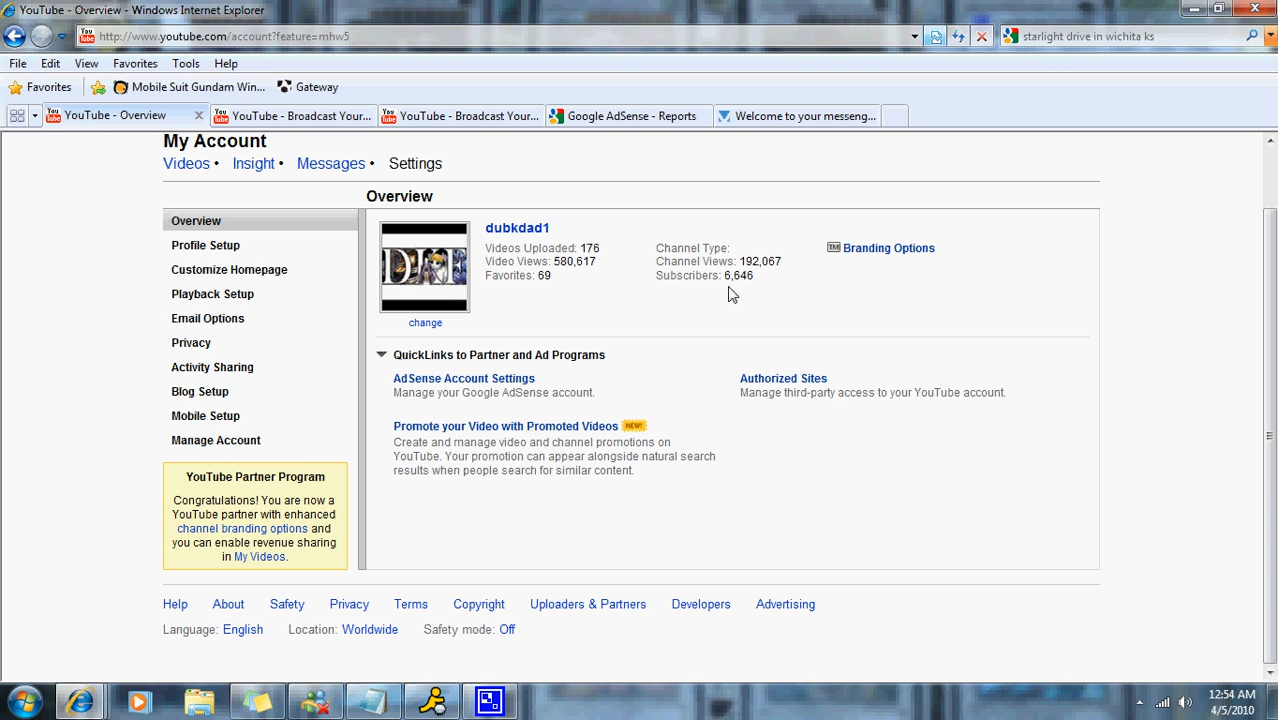 YouTube - Overview - Windows Internet Explorer
http://www.youtube.com/account?feature=mhw5
starlight drive in wichita ks
File Edit View Favorites Tools Help
Favorites Mobile Suit Gundam Win... Gateway
YouTube - Overview YouTube - Broadcast Your... YouTube - Broadcast Your... Google AdSense - Reports Welcome to your messeng...
My Account
Videos • Insight • Messages • Settings
Overview
Overview
Profile Setup
Customize Homepage
Playback Setup
Email Options
Privacy
Activity Sharing
Blog Setup
Mobile Setup
Manage Account
YouTube Partner Program
Congratulations! You are now a
YouTube partner with enhanced
channel branding options and
you can enable revenue sharing
in My Videos.
change
dubkdad1
Videos Uploaded: 176
Video Views: 580,617
Favorites: 69
Channel Type:
Channel Views: 192,067
Subscribers: 6,646
TM Branding Options
QuickLinks to Partner and Ad Programs
AdSense Account Settings
Manage your Google AdSense account.
Authorized Sites
Manage third-party access to your YouTube account.
Promote your Video with Promoted Videos NEW!
Create and manage video and channel promotions on
YouTube. Your promotion can appear alongside natural search
results when people search for similar content.
Help About Safety Privacy Terms Copyright Uploaders & Partners Developers Advertising
Language: English Location: Worldwide Safety mode: Off
12:54 AM
4/5/2010